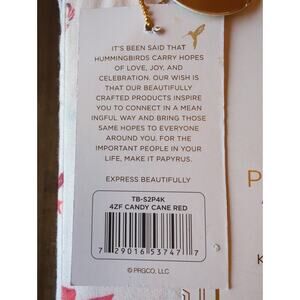 IT'S BEEN SAID THAT
HUMMINGBIRDS CARRY HOPES
OF LOVE, JOY, AND
CELEBRATION. OUR WISH IS
THAT OUR BEAUTIFULLY
CRAFTED PRODUCTS INSPIRE
YOU TO CONNECT IN A MEAN
INGFUL WAY AND BRING THOSE
SAME HOPES TO EVERYONE
AROUND YOU. FOR THE
IMPORTANT PEOPLE IN YOUR
LIFE, MAKE IT PAPYRUS.
EXPRESS BEAUTIFULLY
TB-S2P4K
4ZF CANDY CANE RED
7 29016 53747 7
© PRGCO, LLC
P
K